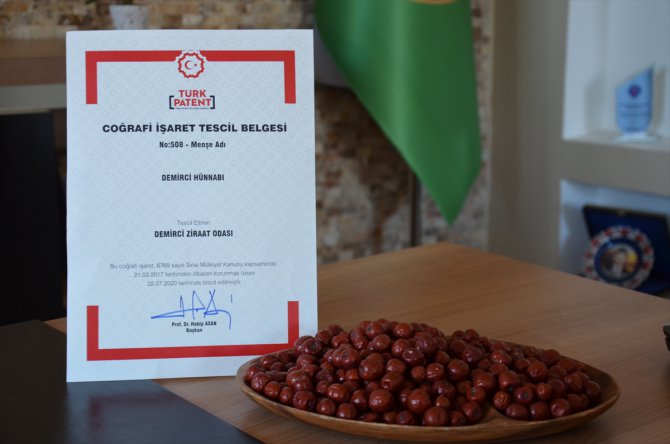 TÜRK
PATENT
COĞRAFİ İŞARET TESCİL BELGESİ
No:508 - Menşe Adı
DEMİRCİ HÜNNABI
Tescil Ettiren
DEMİRCİ ZİRAAT ODASI
Bu coğrafi işaret, 6769 sayılı Sınai Mülkiyet Kanunu kapsamında
21.03.2017 tarihinden itibaren korunmak üzere
22.07.2020 tarihinde tescil edilmiştir.
Prof. Dr. Habip ASAN
Başkan